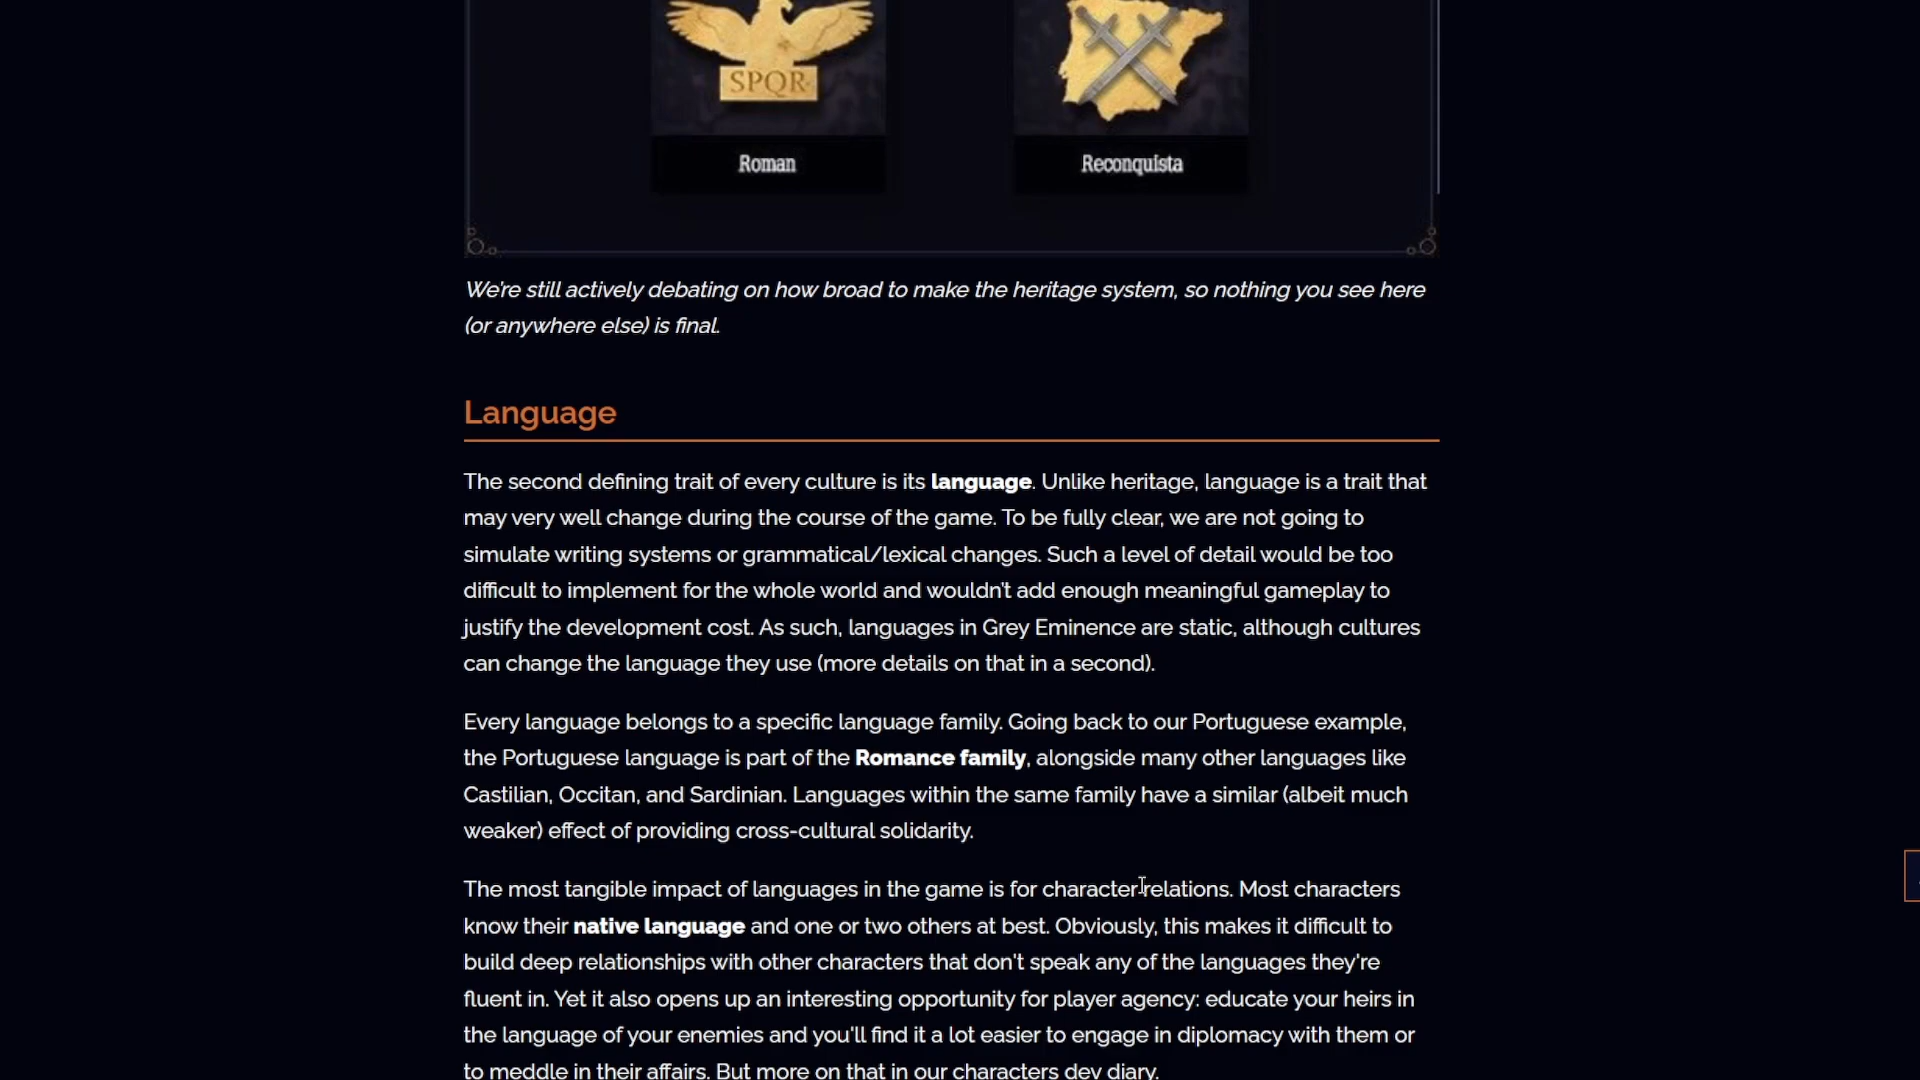 SPQR
Roman
Reconquista
We're still actively debating on how broad to make the heritage system, so nothing you see here
(or anywhere else) is final.
Language
The second defining trait of every culture is its language. Unlike heritage, language is a trait that
may very well change during the course of the game. To be fully clear, we are not going to
simulate writing systems or grammatical/lexical changes. Such a level of detail would be too
difficult to implement for the whole world and wouldn't add enough meaningful gameplay to
justify the development cost. As such, languages in Grey Eminence are static, although cultures
can change the language they use (more details on that in a second).
Every language belongs to a specific language family. Going back to our Portuguese example,
the Portuguese language is part of the Romance family, alongside many other languages like
Castilian, Occitan, and Sardinian. Languages within the same family have a similar (albeit much
weaker) effect of providing cross-cultural solidarity.
The most tangible impact of languages in the game is for character relations. Most characters
know their native language and one or two others at best. Obviously, this makes it difficult to
build deep relationships with other characters that don't speak any of the languages they're
fluent in. Yet it also opens up an interesting opportunity for player agency: educate your heirs in
the language of your enemies and you'll find it a lot easier to engage in diplomacy with them or
to meddle in their affairs. But more on that in our characters dev diary.